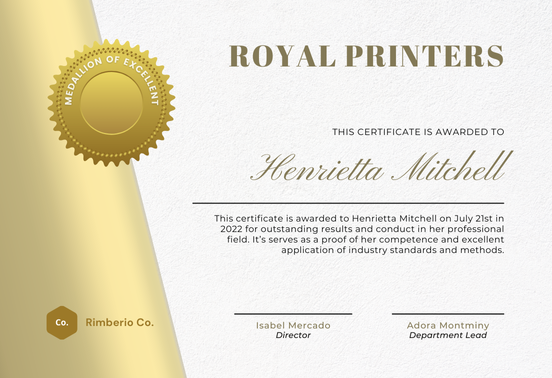 ROYAL PRINTERS
MEDALLION OF EXCELLENT
THIS CERTIFICATE IS AWARDED TO
Henrietta Mitchell
This certificate is awarded to Henrietta Mitchell on July 21st in
2022 for outstanding results and conduct in her professional
field. It's serves as a proof of her competence and excellent
application of industry standards and methods.
Co. Rimberio Co.
Isabel Mercado
Director
Adora Montminy
Department Lead